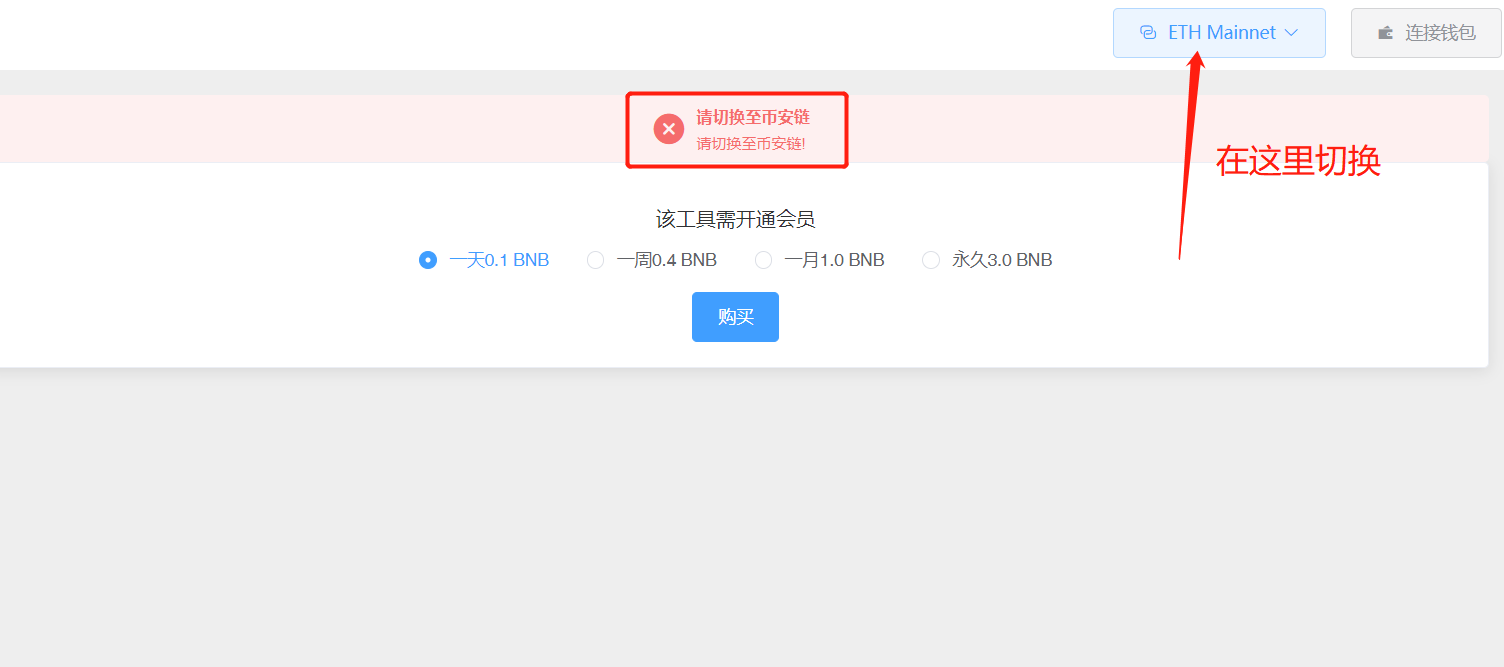 ETH Mainnet
连接钱包
请切换至币安链
请切换至币安链!
在这里切换
该工具需开通会员
一天0.1 BNB 一周0.4 BNB 一月1.0 BNB 永久3.0 BNB
购买